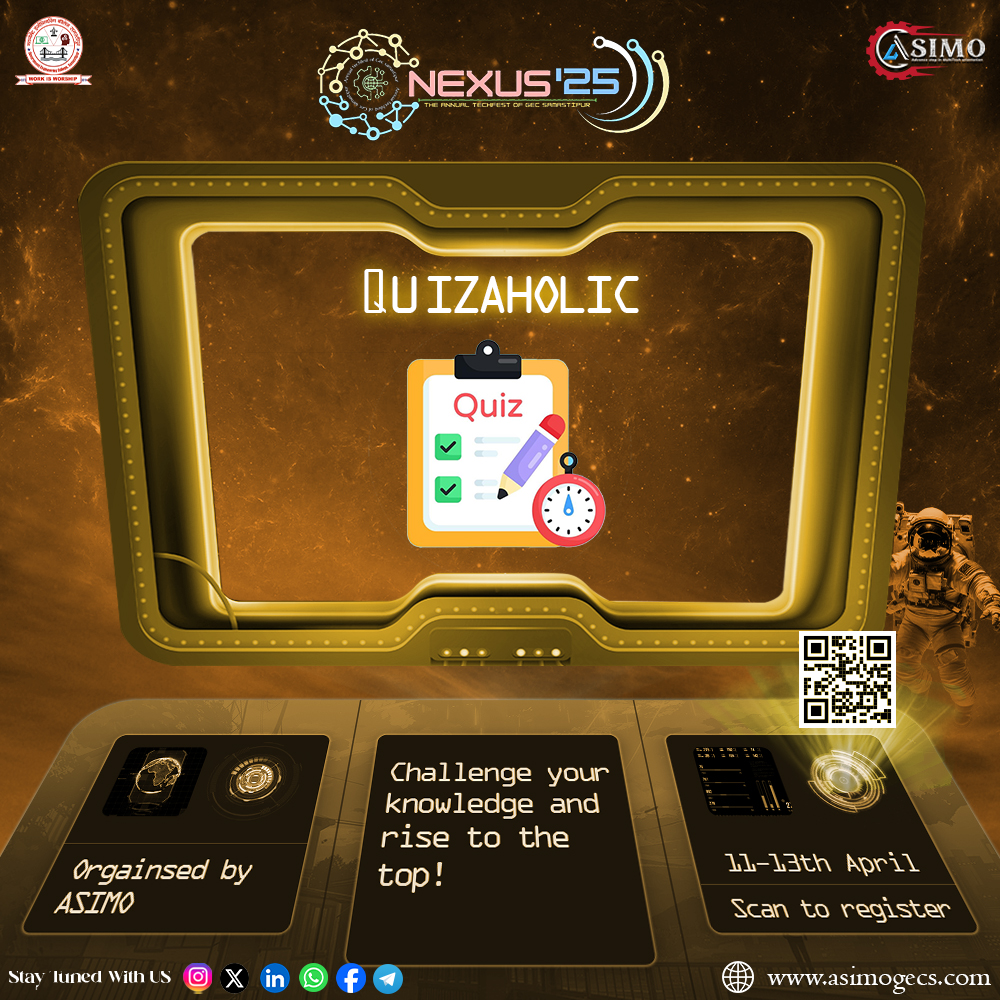 WORK IS WORSHIP
NEXUS'25
THE ANNUAL TECHFEST OF GEC SAMASTIPUR
ASIMO
QUIZAHOLIC
Quiz
Challenge your
knowledge and
rise to the
top!
Orgainsed by
ASIMO
11-13th April
Scan to register
Stay Tuned With US
www.asimogecs.com